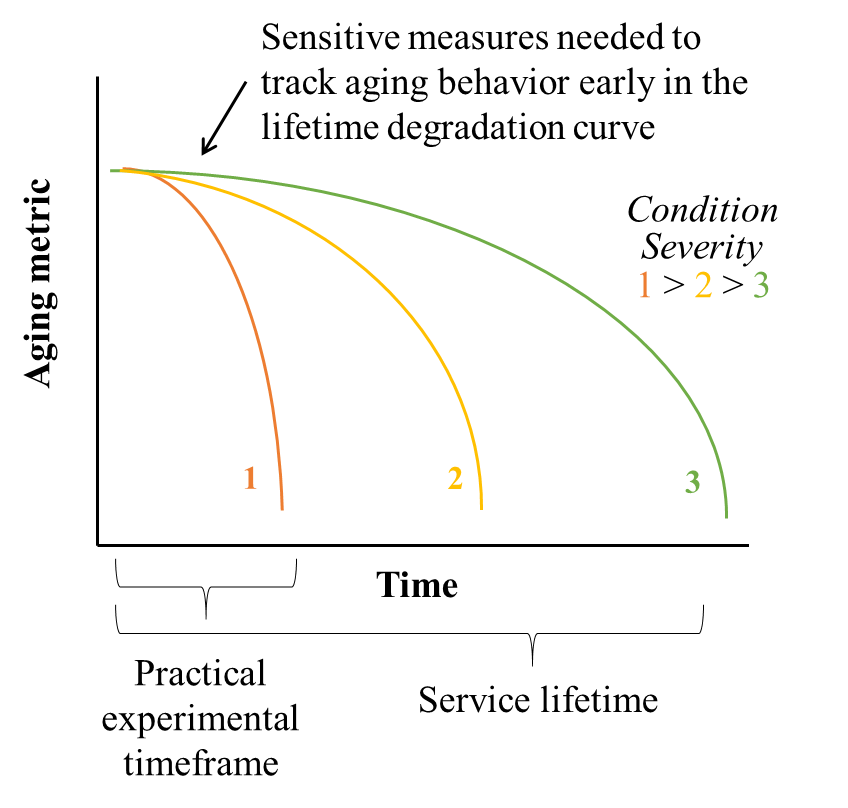 Sensitive measures needed to
track aging behavior early in the
lifetime degradation curve
Condition
Severity
1 > 2 > 3
Aging metric
1
2
3
Time
Practical
experimental
timeframe
Service lifetime